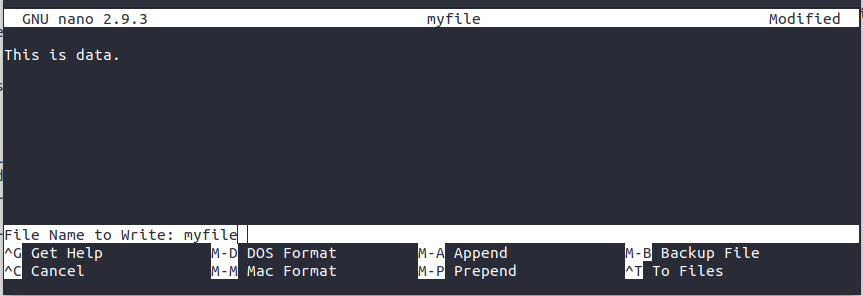 GNU nano 2.9.3 myfile Modified
This is data.
File Name to Write: myfile
^G Get Help M-D DOS Format M-A Append M-B Backup File
^C Cancel M-M Mac Format M-P Prepend ^T To Files